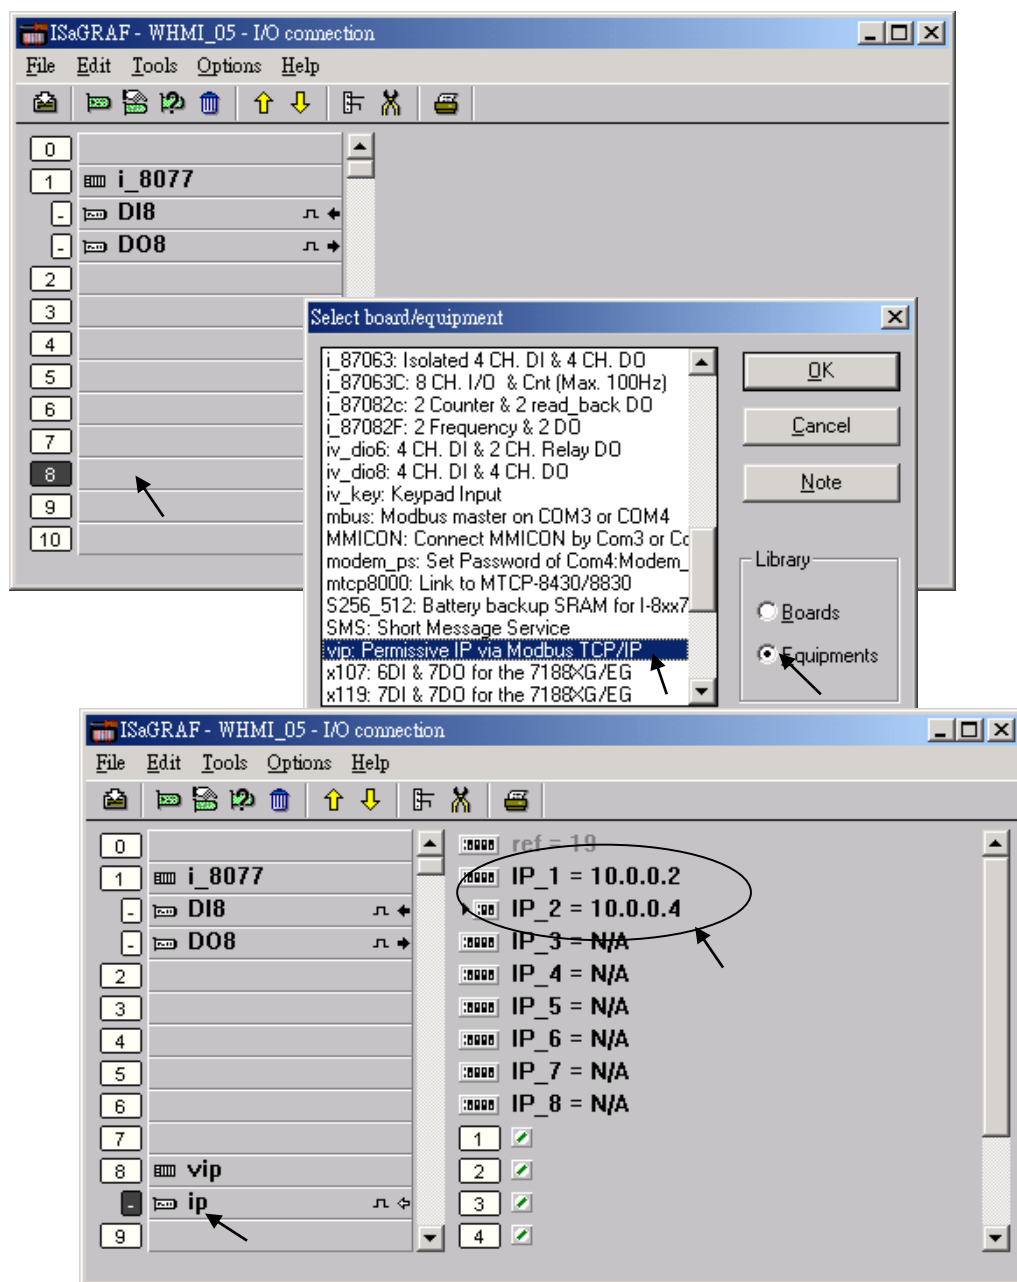 ISaGRAF - WHMI_05 - I/O connection
File Edit Tools Options Help
0
1 i_8077
- DI8
- DO8
2
3
4
5
6
7
8
9
10
Select board/equipment
i_87063: Isolated 4 CH. DI & 4 CH. DO
i_87063C: 8 CH. I/O & Cnt (Max. 100Hz)
i_87082c: 2 Counter & 2 read_back DO
i_87082F: 2 Frequency & 2 DO
iv_dio6: 4 CH. DI & 2 CH. Relay DO
iv_dio8: 4 CH. DI & 4 CH. DO
iv_key: Keypad Input
mbus: Modbus master on COM3 or COM4
MMICON: Connect MMICON by Com3 or Co
modem_ps: Set Password of Com4:Modem_
mtcp8000: Link to MTCP-8430/8830
S256_512: Battery backup SRAM for I-8xx7
SMS: Short Message Service
vip: Permissive IP via Modbus TCP/IP
x107: 6DI & 7DO for the 7188XG/EG
x119: 7DI & 7DO for the 7188XG/EG
OK
Cancel
Note
Library
Boards
Equipments
ISaGRAF - WHMI_05 - I/O connection
File Edit Tools Options Help
0
1 i_8077
- DI8
- DO8
2
3
4
5
6
7
8 vip
- ip
9
ref = 19
IP_1 = 10.0.0.2
IP_2 = 10.0.0.4
IP_3 = N/A
IP_4 = N/A
IP_5 = N/A
IP_6 = N/A
IP_7 = N/A
IP_8 = N/A
1
2
3
4